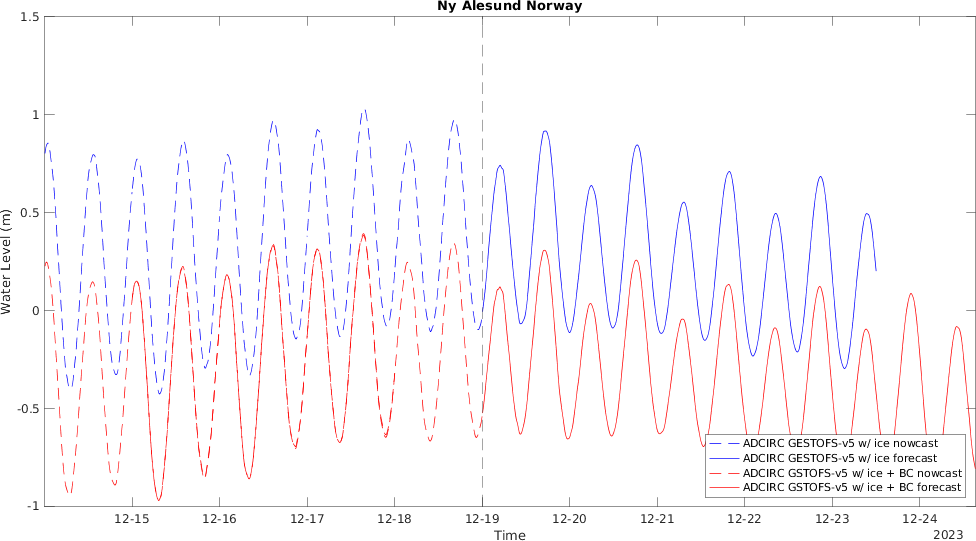 Ny Alesund Norway
1.5
1
0.5
0
-0.5
-1
Water Level (m)
12-15 12-16 12-17 12-18 12-19 12-20 12-21 12-22 12-23 12-24
Time
2023
ADCIRC GESTOFS-v5 w/ ice nowcast
ADCIRC GESTOFS-v5 w/ ice forecast
ADCIRC GSTOFS-v5 w/ ice + BC nowcast
ADCIRC GSTOFS-v5 w/ ice + BC forecast